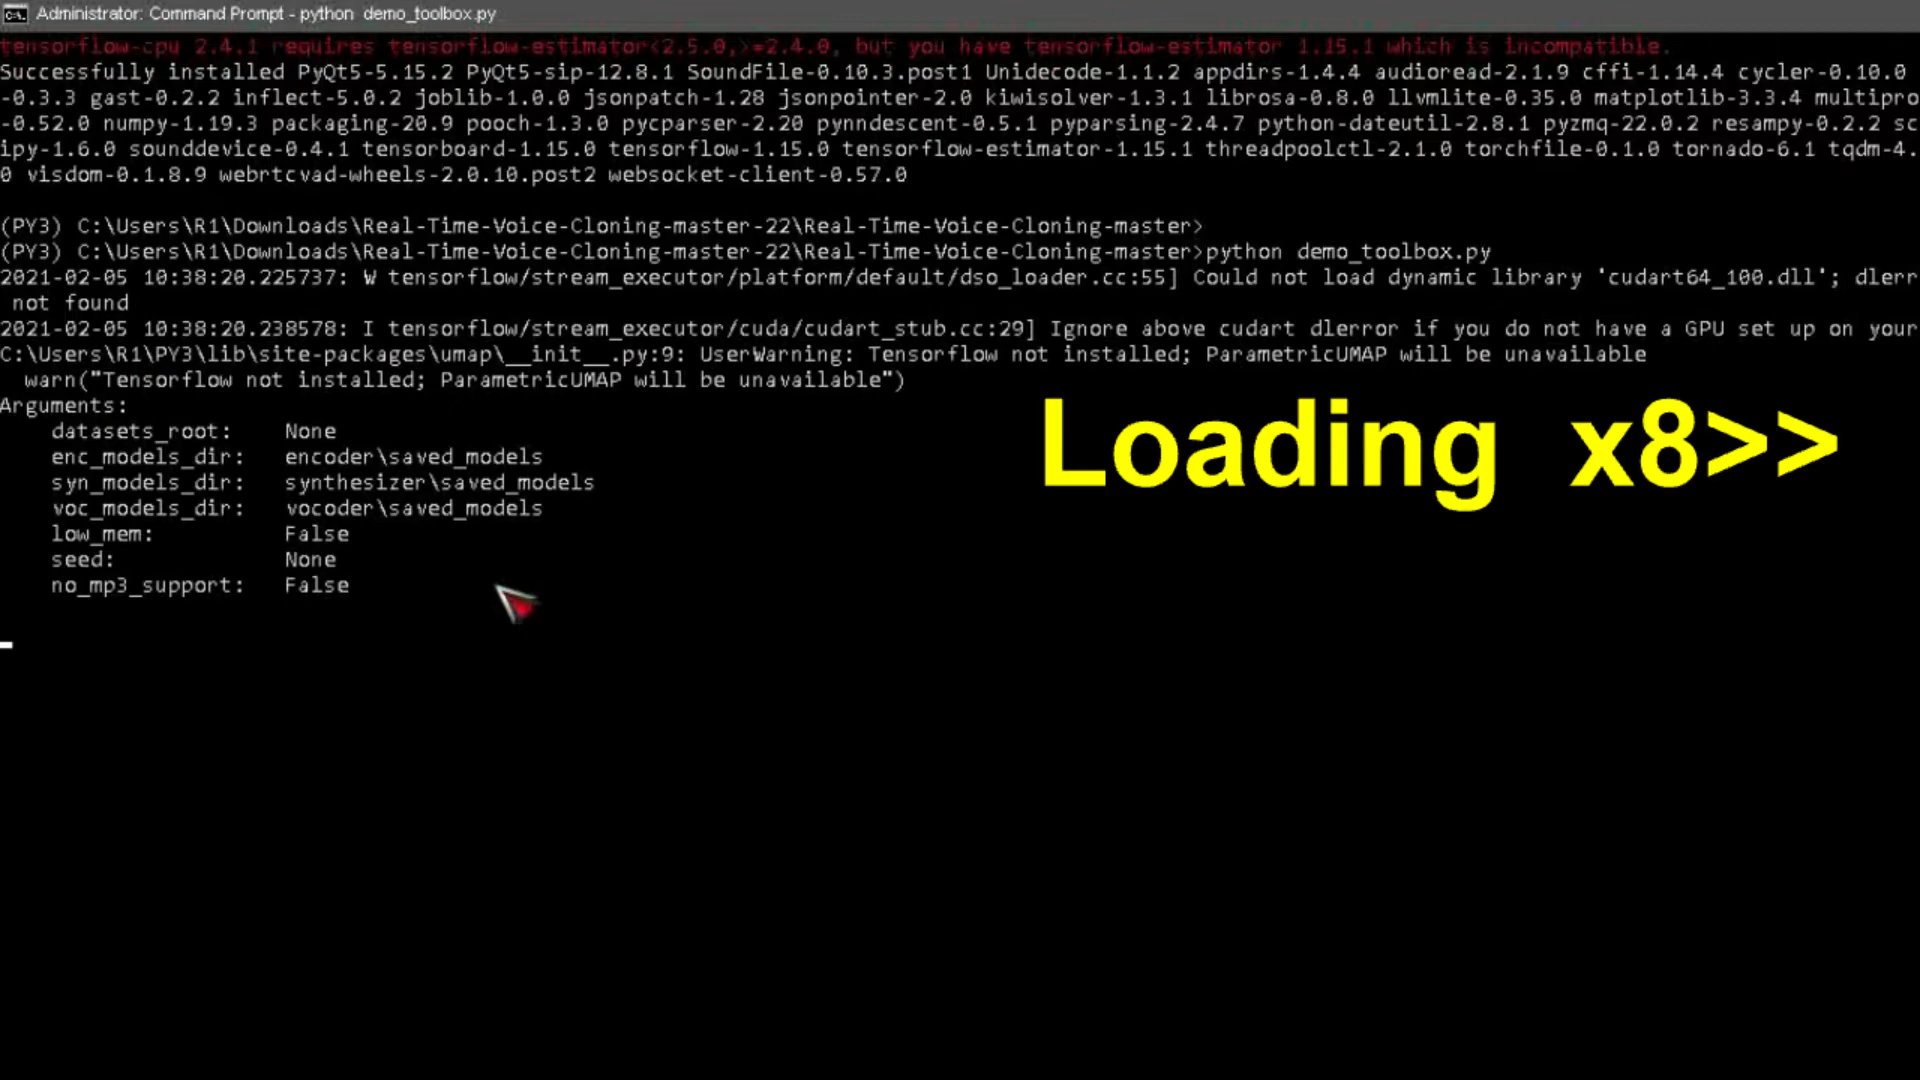 Administrator: Command Prompt - python  demo_toolbox.py
tensorflow-cpu 2.4.1 requires tensorflow-estimator<2.5.0,>=2.4.0, but you have tensorflow-estimator 1.15.1 which is incompatible.
Successfully installed PyQt5-5.15.2 PyQt5-sip-12.8.1 SoundFile-0.10.3.post1 Unidecode-1.1.2 appdirs-1.4.4 audioread-2.1.9 cffi-1.14.4 cycler-0.10.0
-0.3.3 gast-0.2.2 inflect-5.0.2 joblib-1.0.0 jsonpatch-1.28 jsonpointer-2.0 kiwisolver-1.3.1 librosa-0.8.0 llvmlite-0.35.0 matplotlib-3.3.4 multipro
-0.52.0 numpy-1.19.3 packaging-20.9 pooch-1.3.0 pycparser-2.20 pynndescent-0.5.1 pyparsing-2.4.7 python-dateutil-2.8.1 pyzmq-22.0.2 resampy-0.2.2 sc
ipy-1.6.0 sounddevice-0.4.1 tensorboard-1.15.0 tensorflow-1.15.0 tensorflow-estimator-1.15.1 threadpoolctl-2.1.0 torchfile-0.1.0 tornado-6.1 tqdm-4.
0 visdom-0.1.8.9 webrtcvad-wheels-2.0.10.post2 websocket-client-0.57.0
(PY3) C:\Users\R1\Downloads\Real-Time-Voice-Cloning-master-22\Real-Time-Voice-Cloning-master>
(PY3) C:\Users\R1\Downloads\Real-Time-Voice-Cloning-master-22\Real-Time-Voice-Cloning-master>python demo_toolbox.py
2021-02-05 10:38:20.225737: W tensorflow/stream_executor/platform/default/dso_loader.cc:55] Could not load dynamic library 'cudart64_100.dll'; dlerr
 not found
2021-02-05 10:38:20.238578: I tensorflow/stream_executor/cuda/cudart_stub.cc:29] Ignore above cudart dlerror if you do not have a GPU set up on your
C:\Users\R1\PY3\lib\site-packages\umap\__init__.py:9: UserWarning: Tensorflow not installed; ParametricUMAP will be unavailable
  warn("Tensorflow not installed; ParametricUMAP will be unavailable")
Arguments:
    datasets_root:    None
    enc_models_dir:   encoder\saved_models
    syn_models_dir:   synthesizer\saved_models
    voc_models_dir:   vocoder\saved_models
    low_mem:          False
    seed:             None
    no_mp3_support:   False
Loading  x8>>